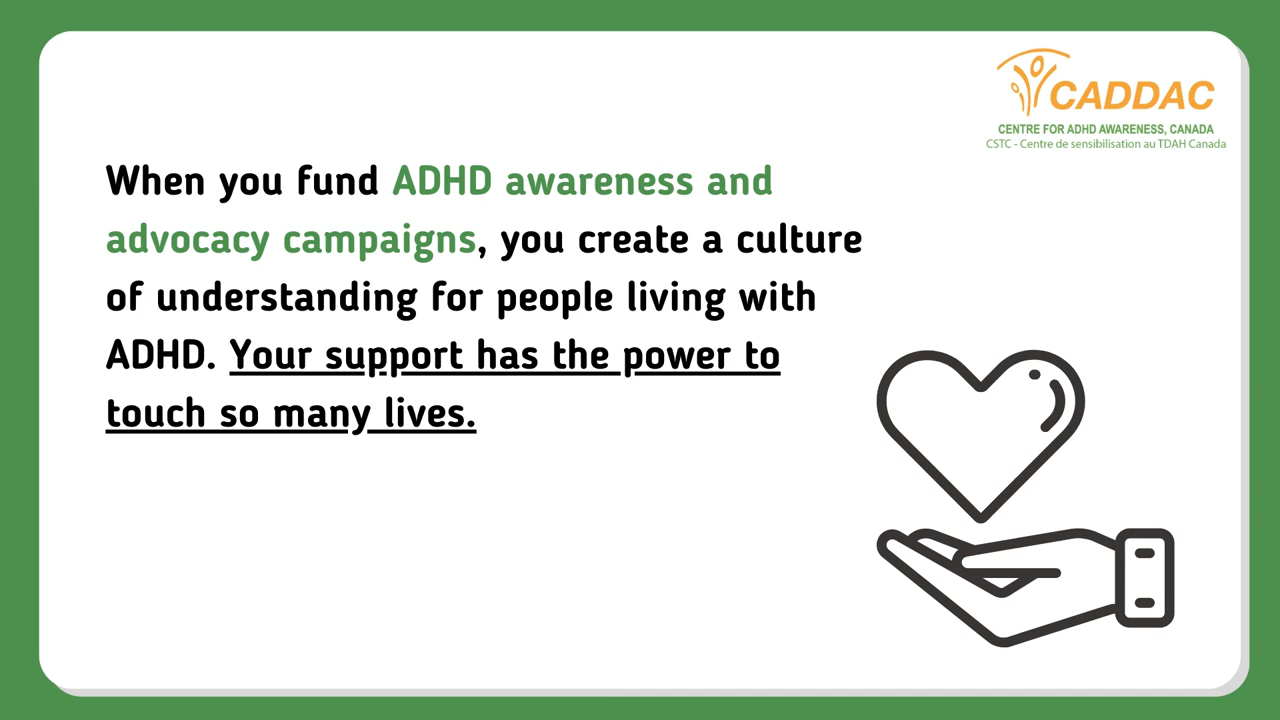 CADDAC
CENTRE FOR ADHD AWARENESS, CANADA
CSTC - Centre de sensibilisation au TDAH Canada
When you fund ADHD awareness and
advocacy campaigns, you create a culture
of understanding for people living with
ADHD. Your support has the power to
touch so many lives.